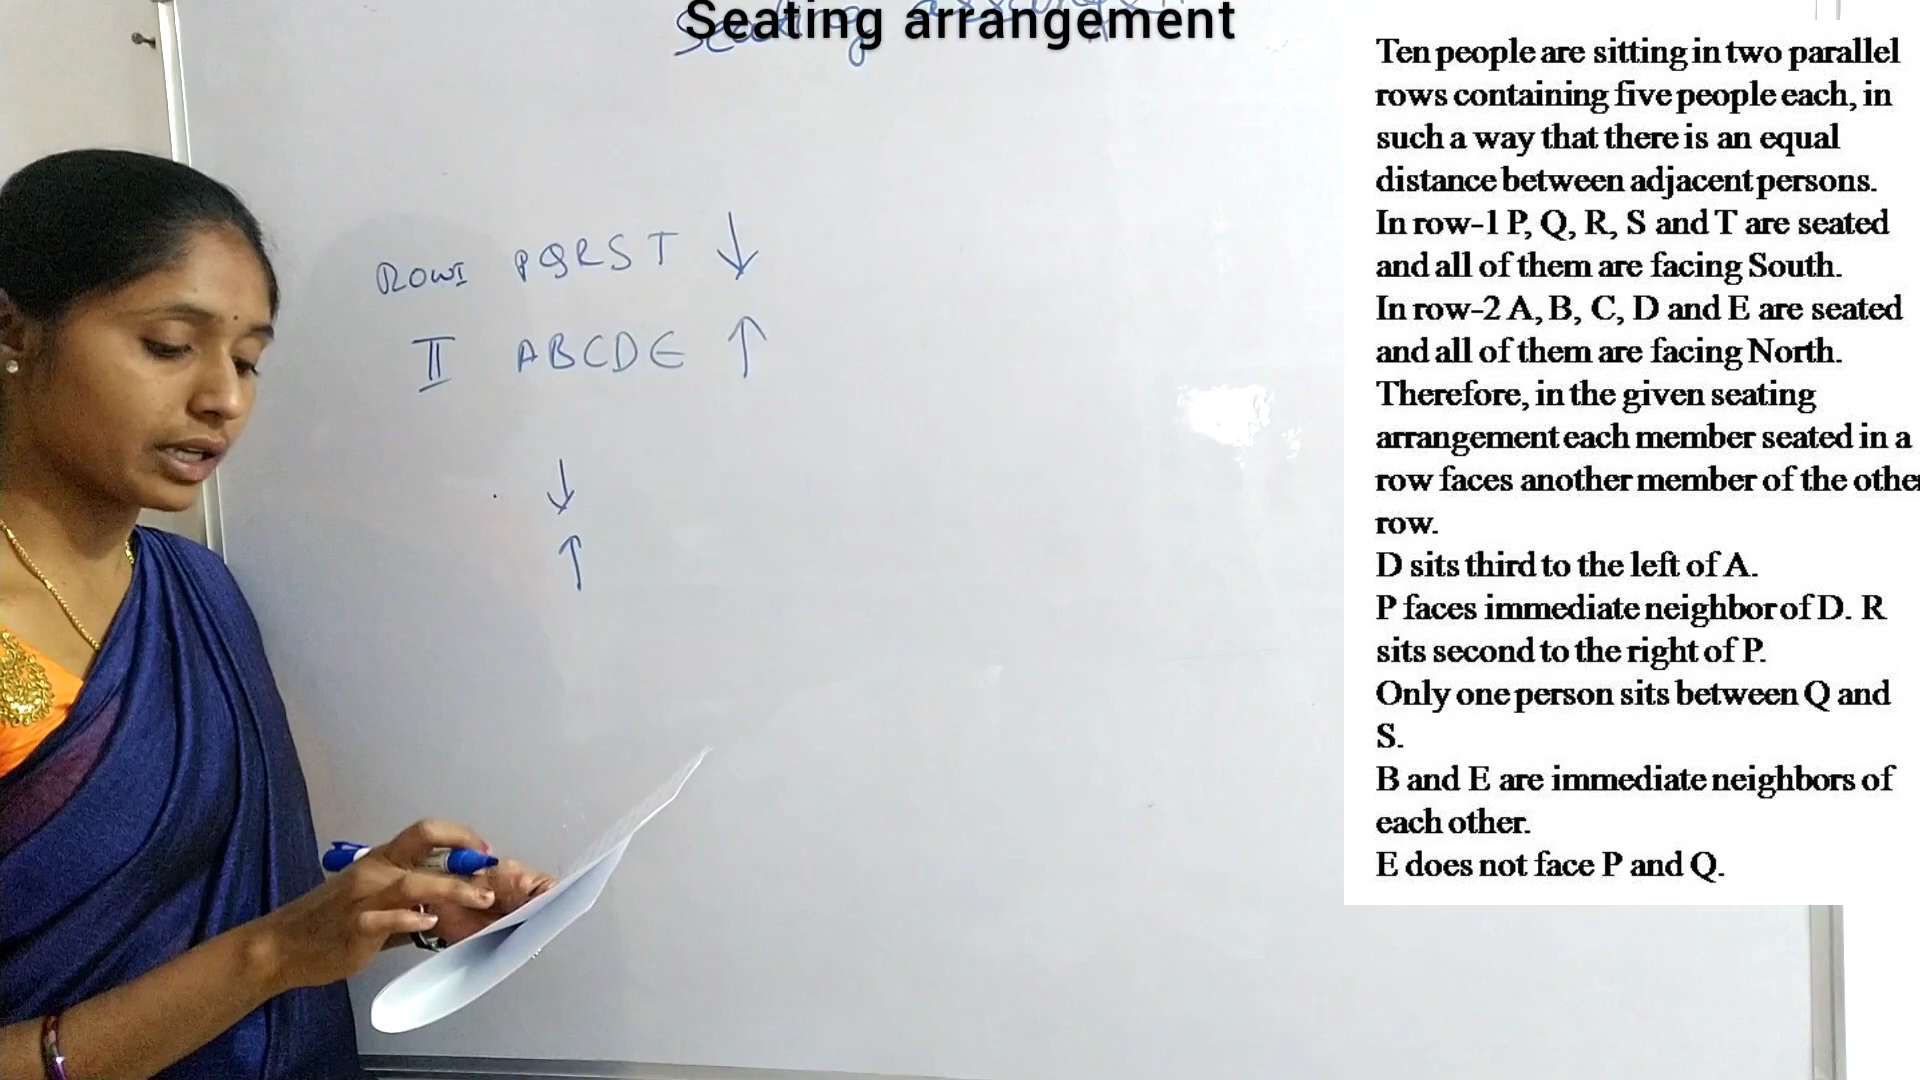 Seating arrangement
Ten people are sitting in two parallel
rows containing five people each, in
such a way that there is an equal
distance between adjacent persons.
In row-1 P, Q, R, S and T are seated
and all of them are facing South.
In row-2 A, B, C, D and E are seated
and all of them are facing North.
Therefore, in the given seating
arrangement each member seated in a
row faces another member of the other
row.
D sits third to the left of A.
P faces immediate neighbor of D. R
sits second to the right of P.
Only one person sits between Q and
S.
B and E are immediate neighbors of
each other.
E does not face P and Q.
Row I PQRST ↓
II ABCDE ↑
↓
↑